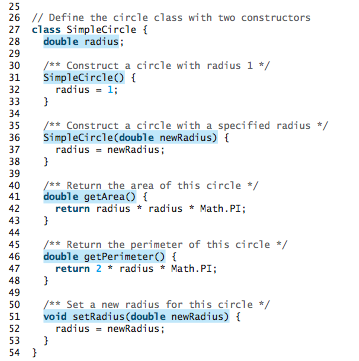 25
26 // Define the circle class with two constructors
27 class SimpleCircle {
28   double radius;
29
30   /** Construct a circle with radius 1 */
31   SimpleCircle() {
32     radius = 1;
33   }
34
35   /** Construct a circle with a specified radius */
36   SimpleCircle(double newRadius) {
37     radius = newRadius;
38   }
39
40   /** Return the area of this circle */
41   double getArea() {
42     return radius * radius * Math.PI;
43   }
44
45   /** Return the perimeter of this circle */
46   double getPerimeter() {
47     return 2 * radius * Math.PI;
48   }
49
50   /** Set a new radius for this circle */
51   void setRadius(double newRadius) {
52     radius = newRadius;
53   }
54 }